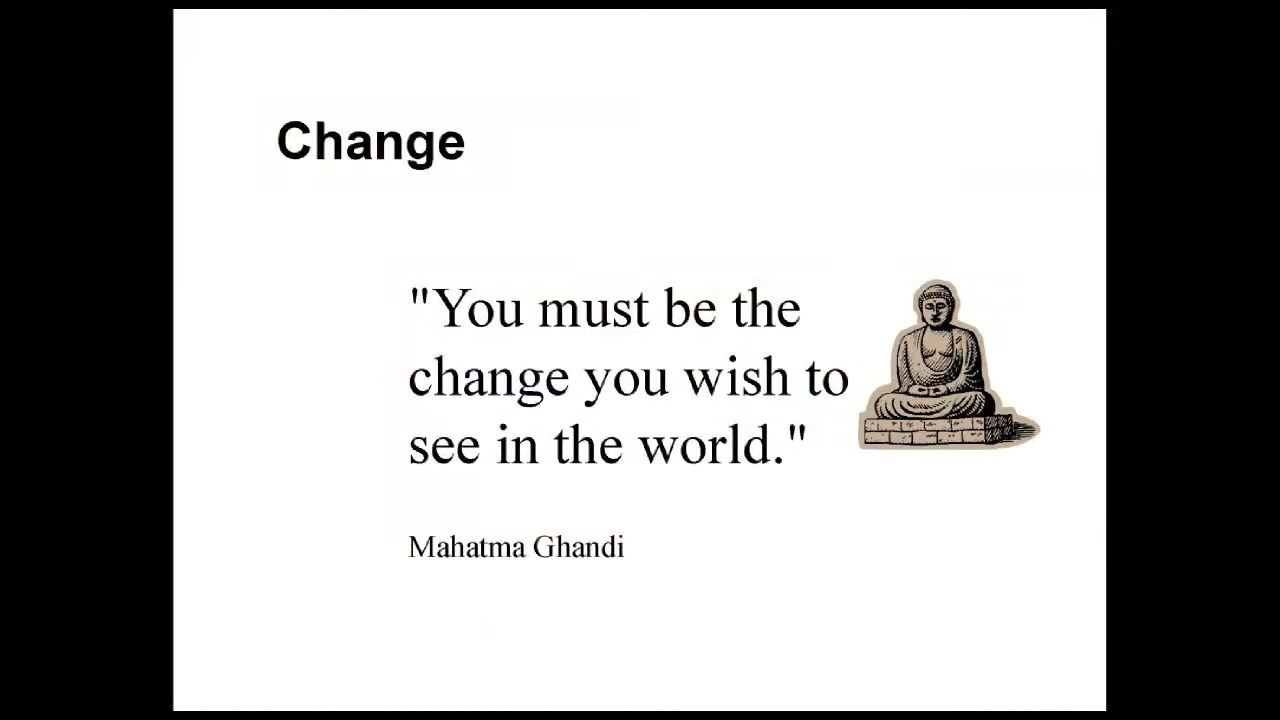 Change
"You must be the
change you wish to
see in the world."
Mahatma Ghandi